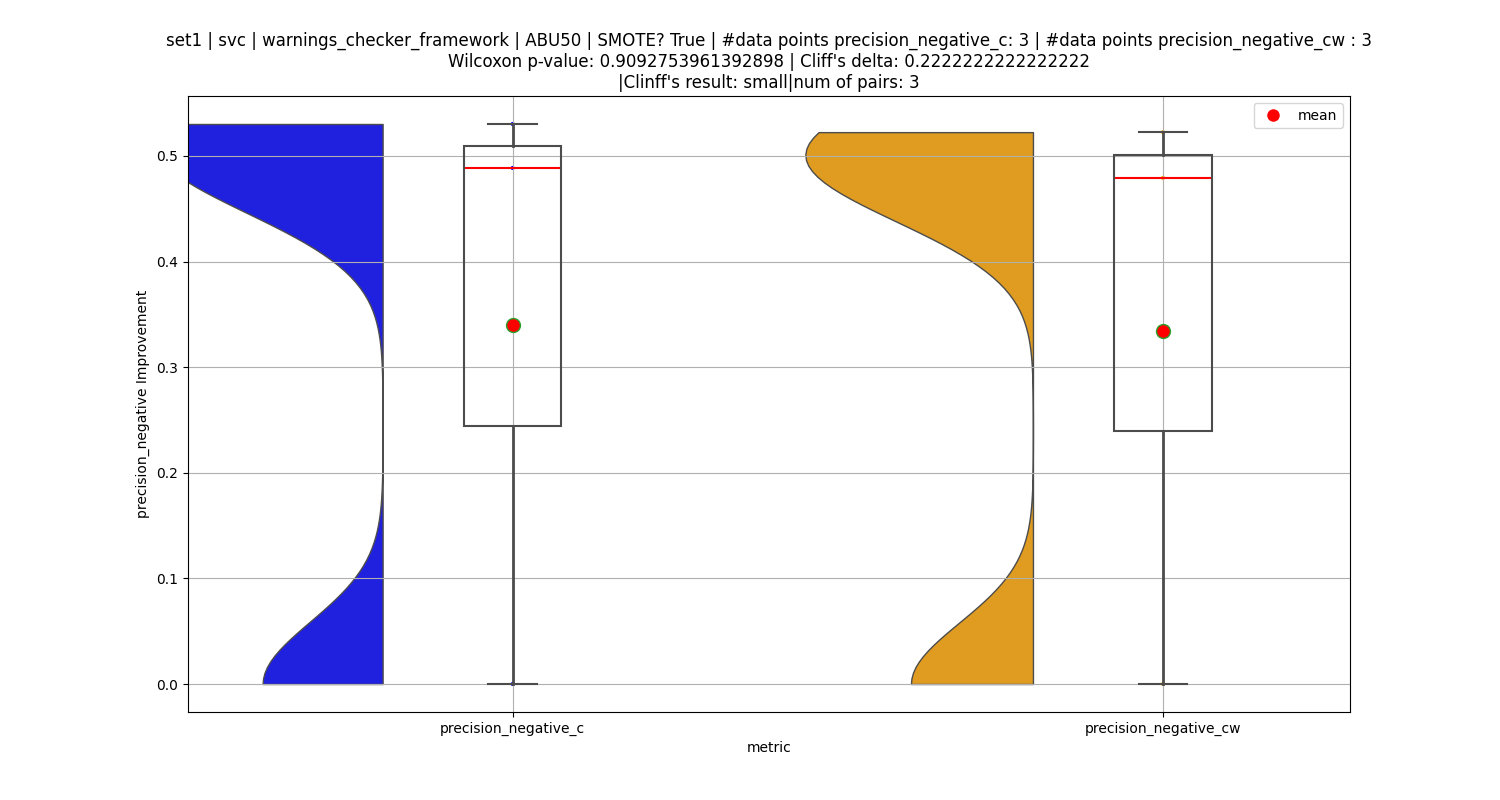 set1 | svc | warnings_checker_framework | ABU50 | SMOTE? True | #data points precision_negative_c: 3 | #data points precision_negative_cw : 3
Wilcoxon p-value: 0.9092753961392898 | Cliff's delta: 0.2222222222222222
|Clinff's result: small|num of pairs: 3
mean
0.5
0.4
0.3
0.2
0.1
0.0
precision_negative Improvement
precision_negative_c
precision_negative_cw
metric